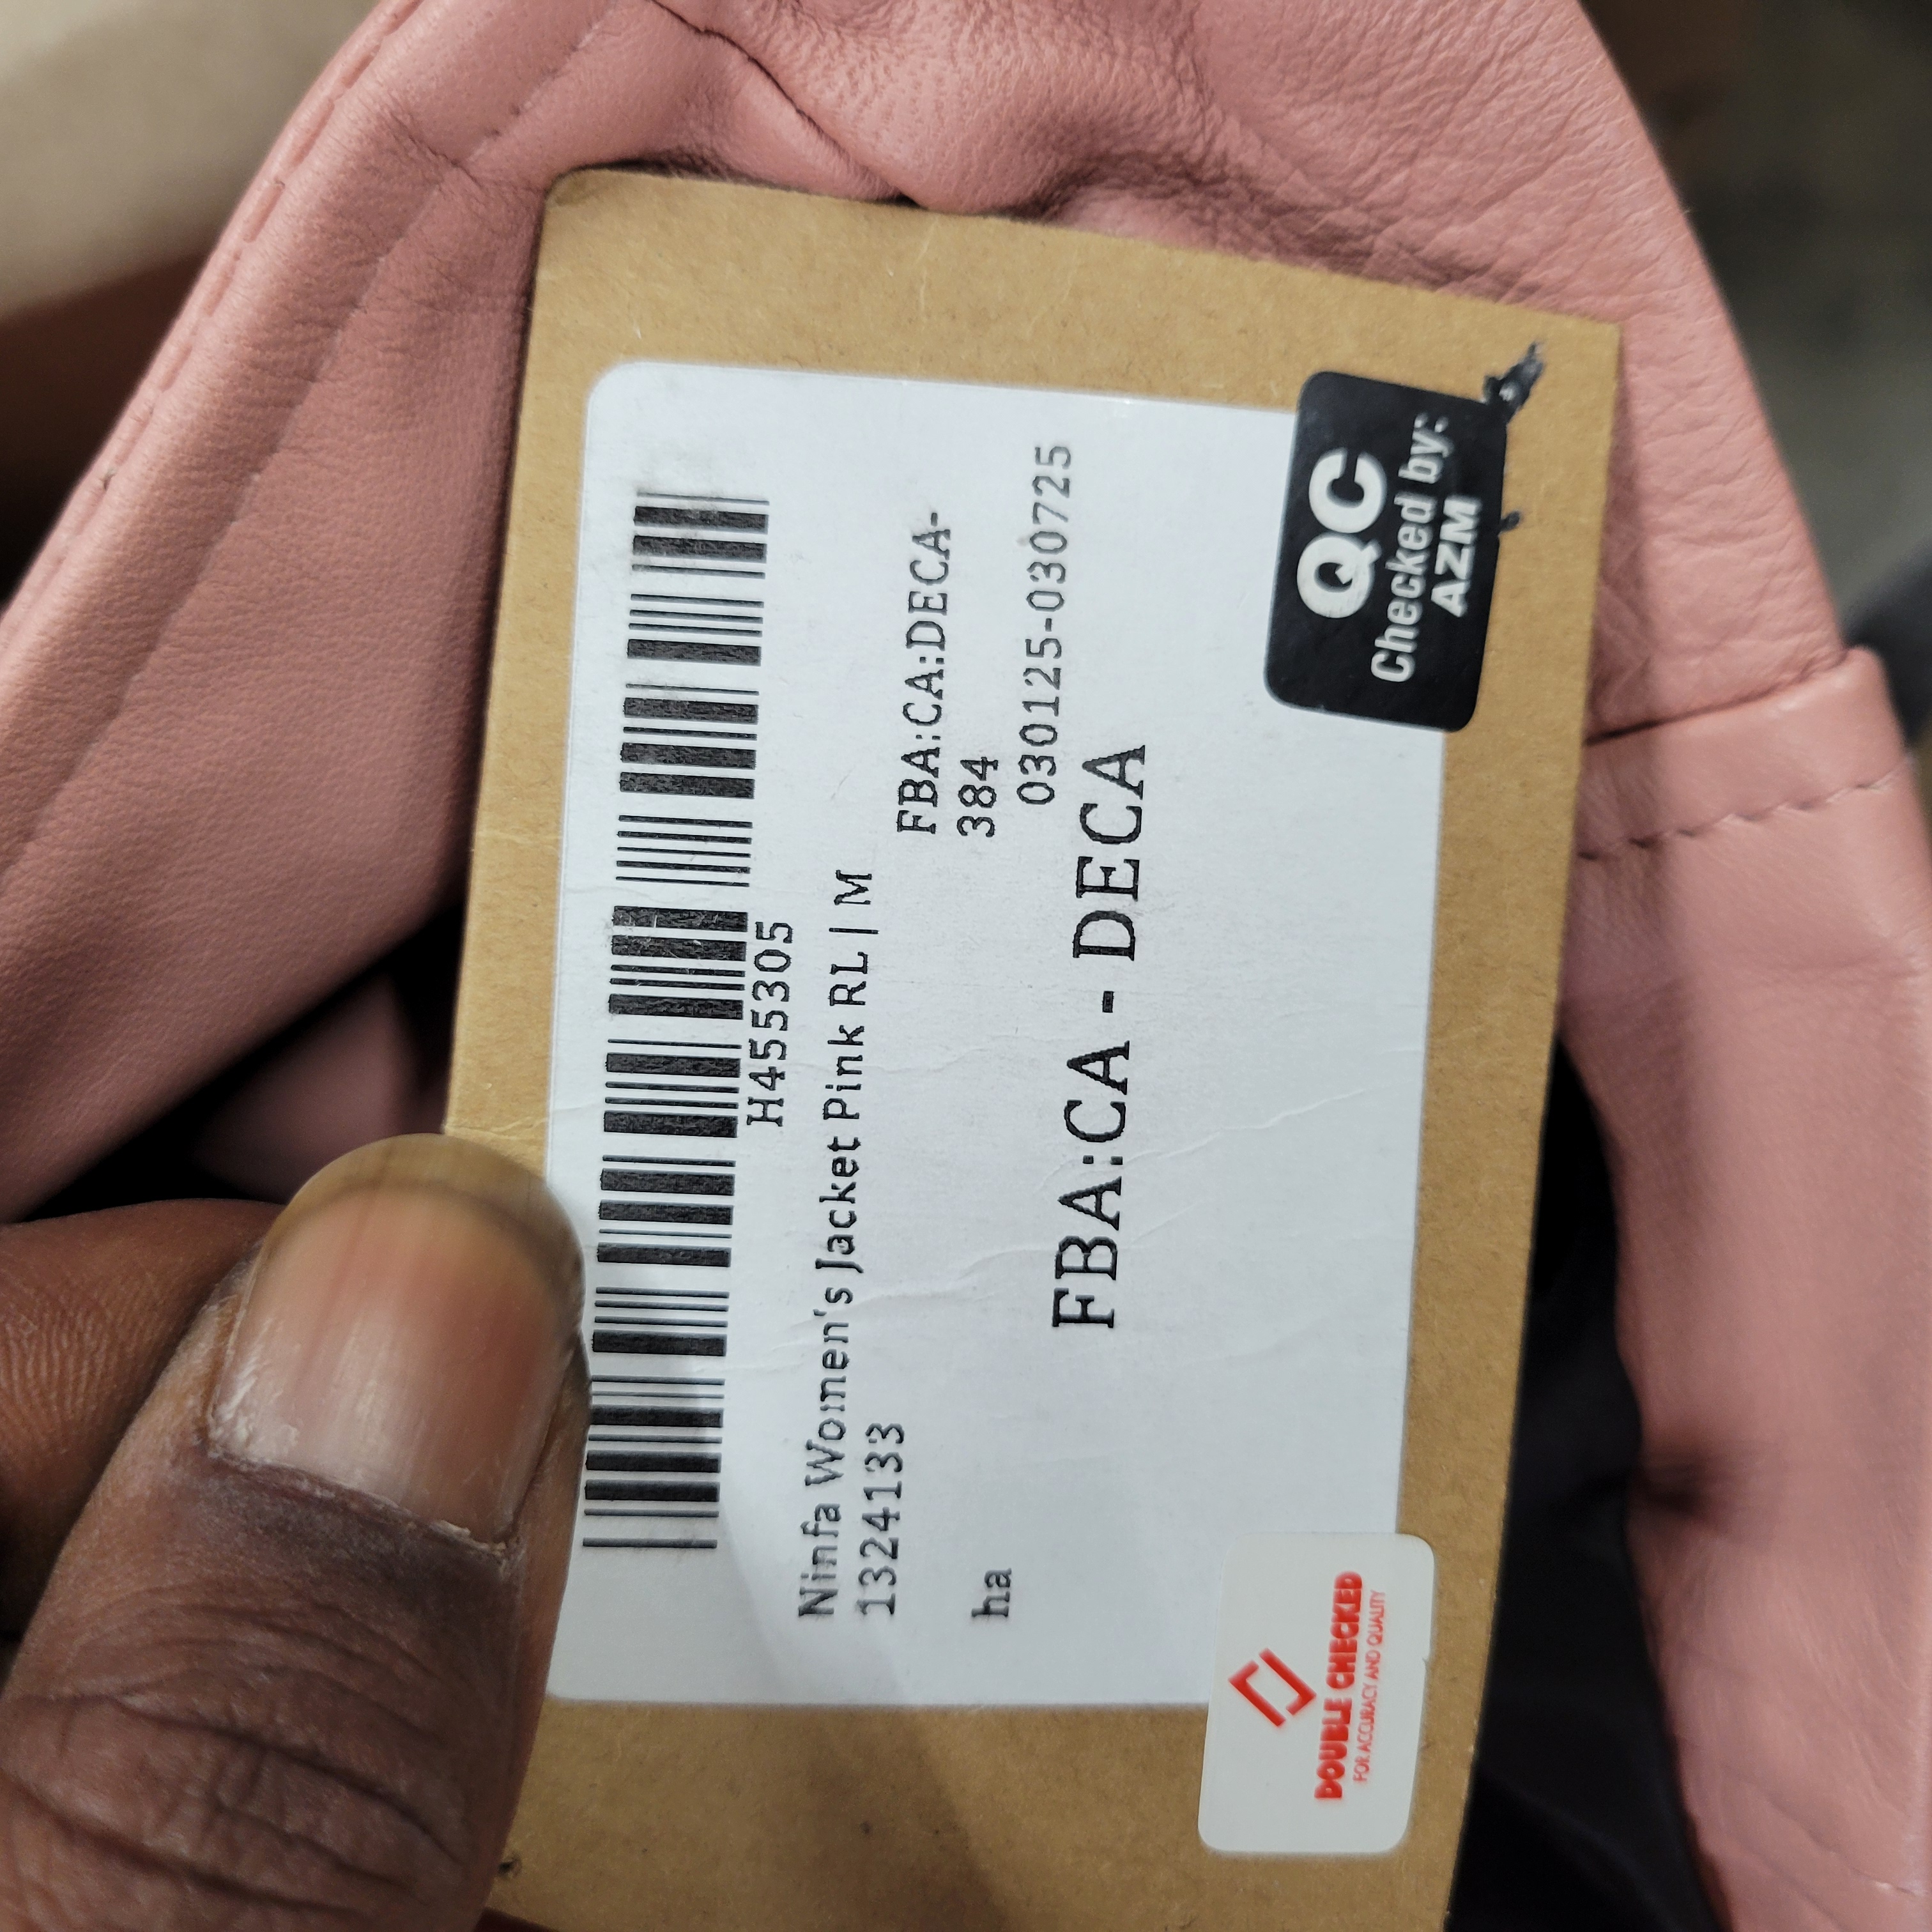 H455305
Ninfa Women's Jacket Pink RL | M
1324133
FBA:CA:DECA-
384
ha
030125-030725
FBA:CA - DECA
QC
Checked by:
AZM
DOUBLE CHECKED
FOR ACCURACY AND QUALITY